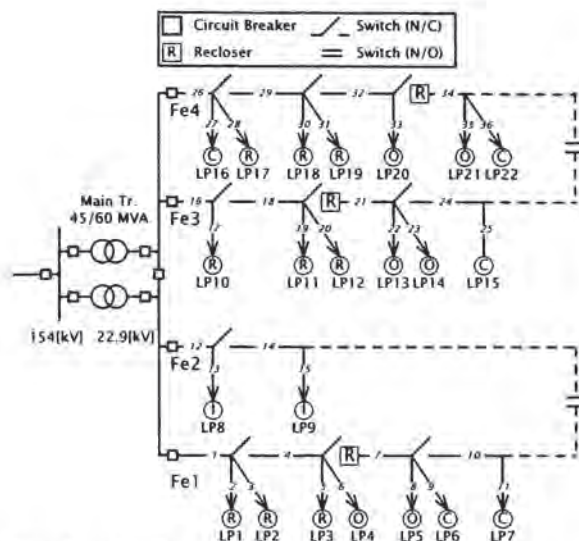 Circuit Breaker Switch (N/C)
R Recloser Switch (N/O)
26 29 32 R 34
Fe4
27 28 30 31 33 35 36
C R R R O O C
LP16 LP17 LP18 LP19 LP20 LP21 LP22
Main Tr.
45/60 MVA
16 18 R 21 24
Fe3
17 19 20 22 23 25
R R R O O C
LP10 LP11 LP12 LP13 LP14 LP15
154[kV] 22.9[kV]
12 14
Fe2
13 15
I I
LP8 LP9
1 4 R 7 10
Fe1
2 3 5 6 8 9 11
R R R O O C C
LP1 LP2 LP3 LP4 LP5 LP6 LP7